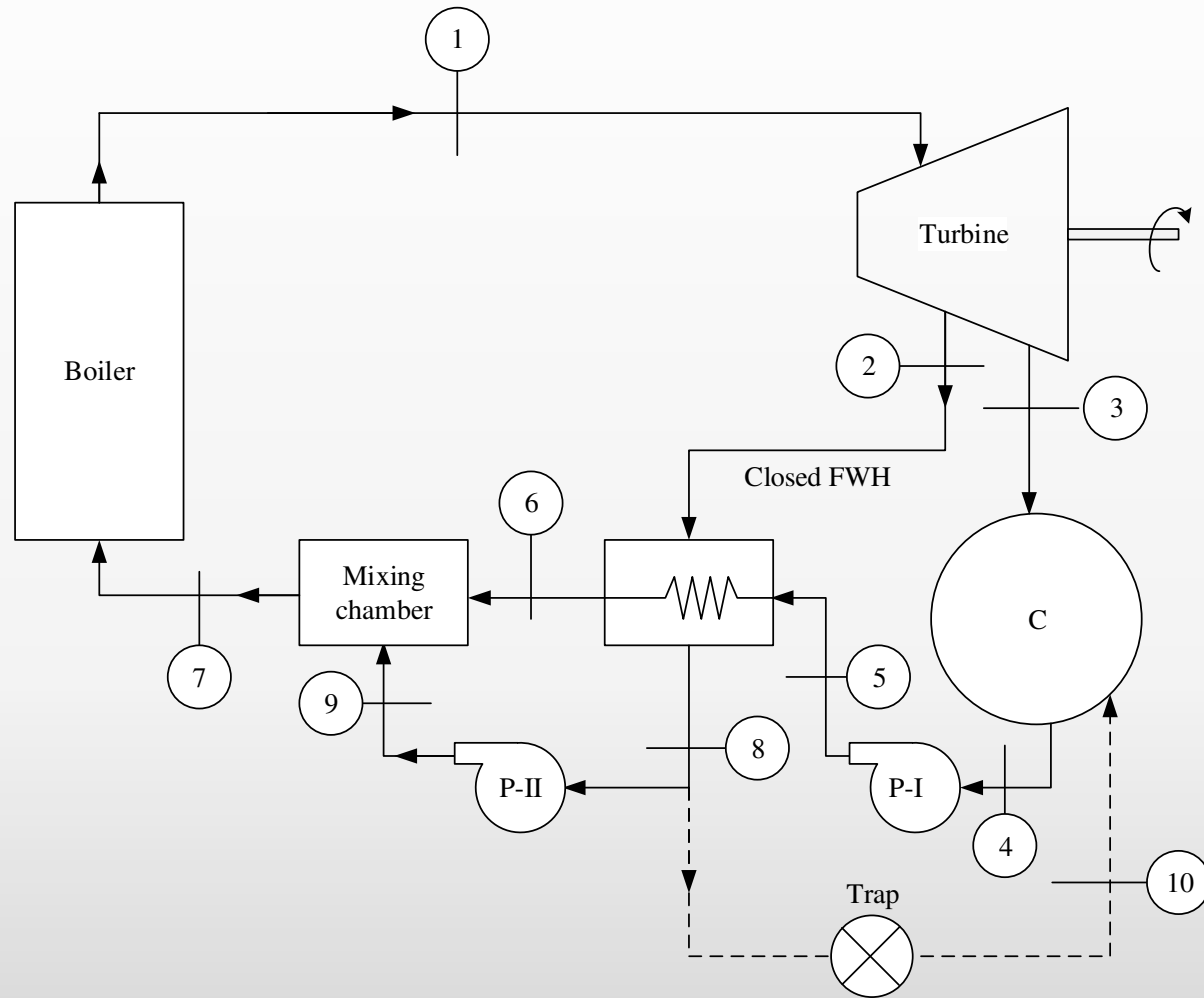 1
Turbine
Boiler
2
3
Closed FWH
6
Mixing
chamber
C
7
9
5
8
P-II
P-I
4
10
Trap